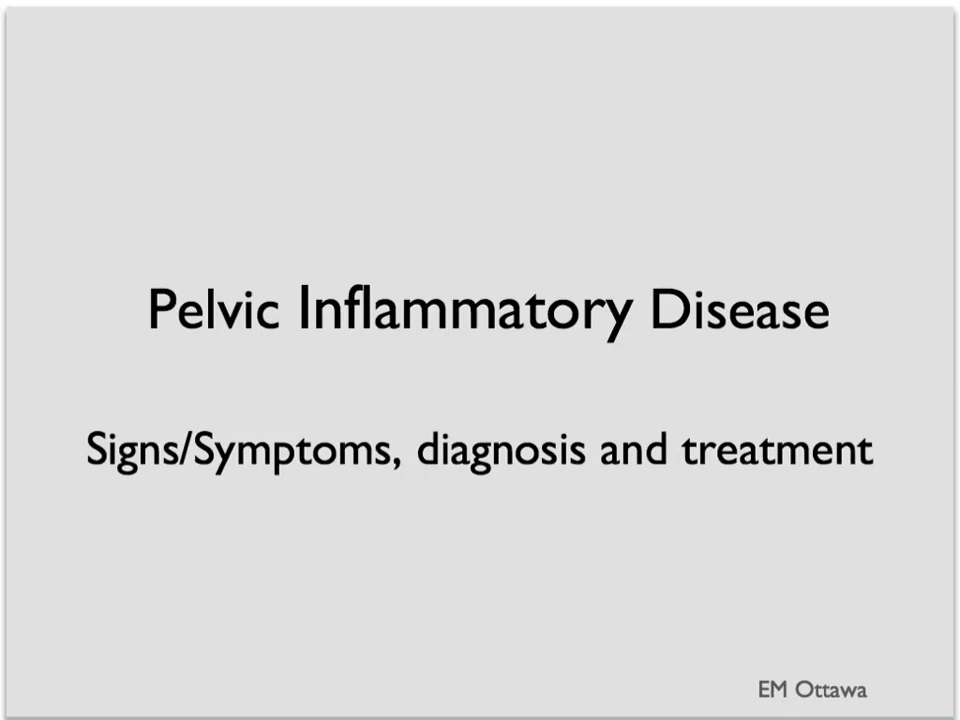 Pelvic Inflammatory Disease
Signs/Symptoms, diagnosis and treatment
EM Ottawa